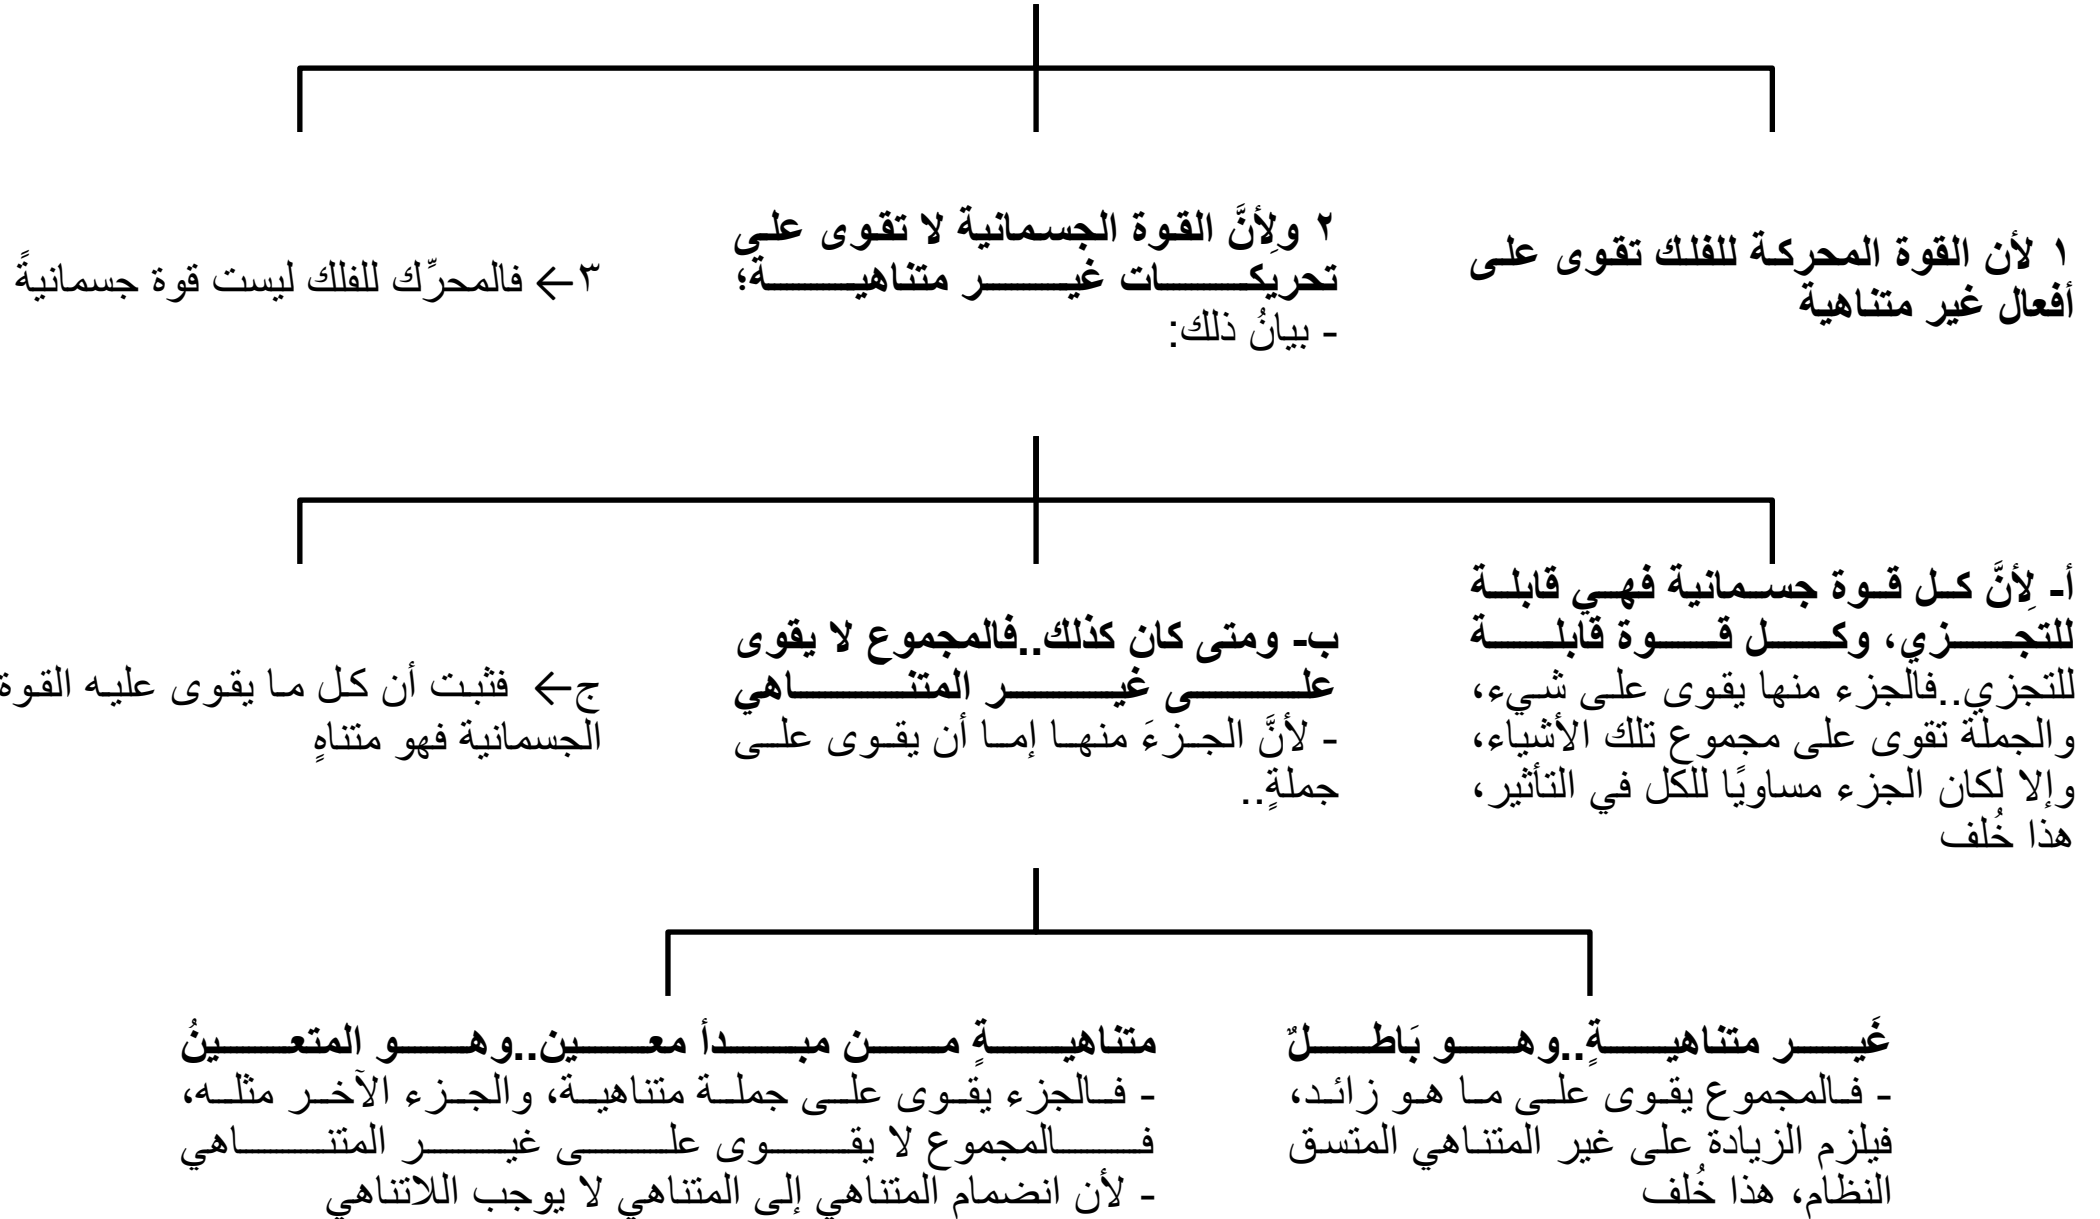 ١ لأن القوة المحركة للفلك تقوى على
أفعال غير متناهية
٢ ولِأنَّ القوة الجسمانية لا تقوى على
تحريكات غير متناهية؛
- بيانُ ذلك:
٣← فالمحرِّك للفلك ليست قوة جسمانيةً
أ- لِأنَّ كل قوة جسمانية فهي قابلة
للتجزي، وكل قوة قابلة
للتجزي..فالجزء منها يقوى على شيء،
والجملة تقوى على مجموع تلك الأشياء،
وإلا لكان الجزء مساويًا للكل في التأثير،
هذا خُلف
ب- ومتى كان كذلك..فالمجموع لا يقوى
على غير المتناهي
- لأنَّ الجزءَ منها إما أن يقوى على
جملةٍ..
ج← فثبت أن كل ما يقوى عليه القوة
الجسمانية فهو متناهٍ
غَير متناهيةٍ..وهو بَاطلٌ
- فالمجموع يقوى على ما هو زائد،
فيلزم الزيادة على غير المتناهي المتسق
النظام، هذا خُلف
متناهيةٍ من مبدأ معين..وهو المتعينُ
- فالجزء يقوى على جملة متناهية، والجزء الآخر مثله،
فالمجموع لا يقوى على غير المتناهي
- لأن انضمام المتناهي إلى المتناهي لا يوجب اللاتناهي